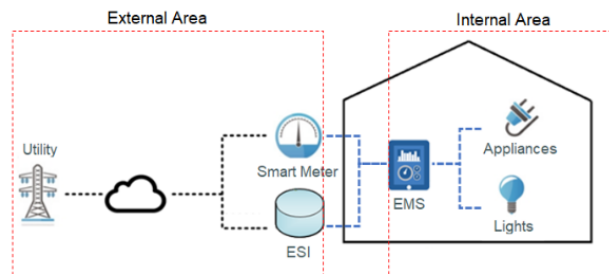 External Area
Internal Area
Utility
Smart Meter
ESI
EMS
Appliances
Lights